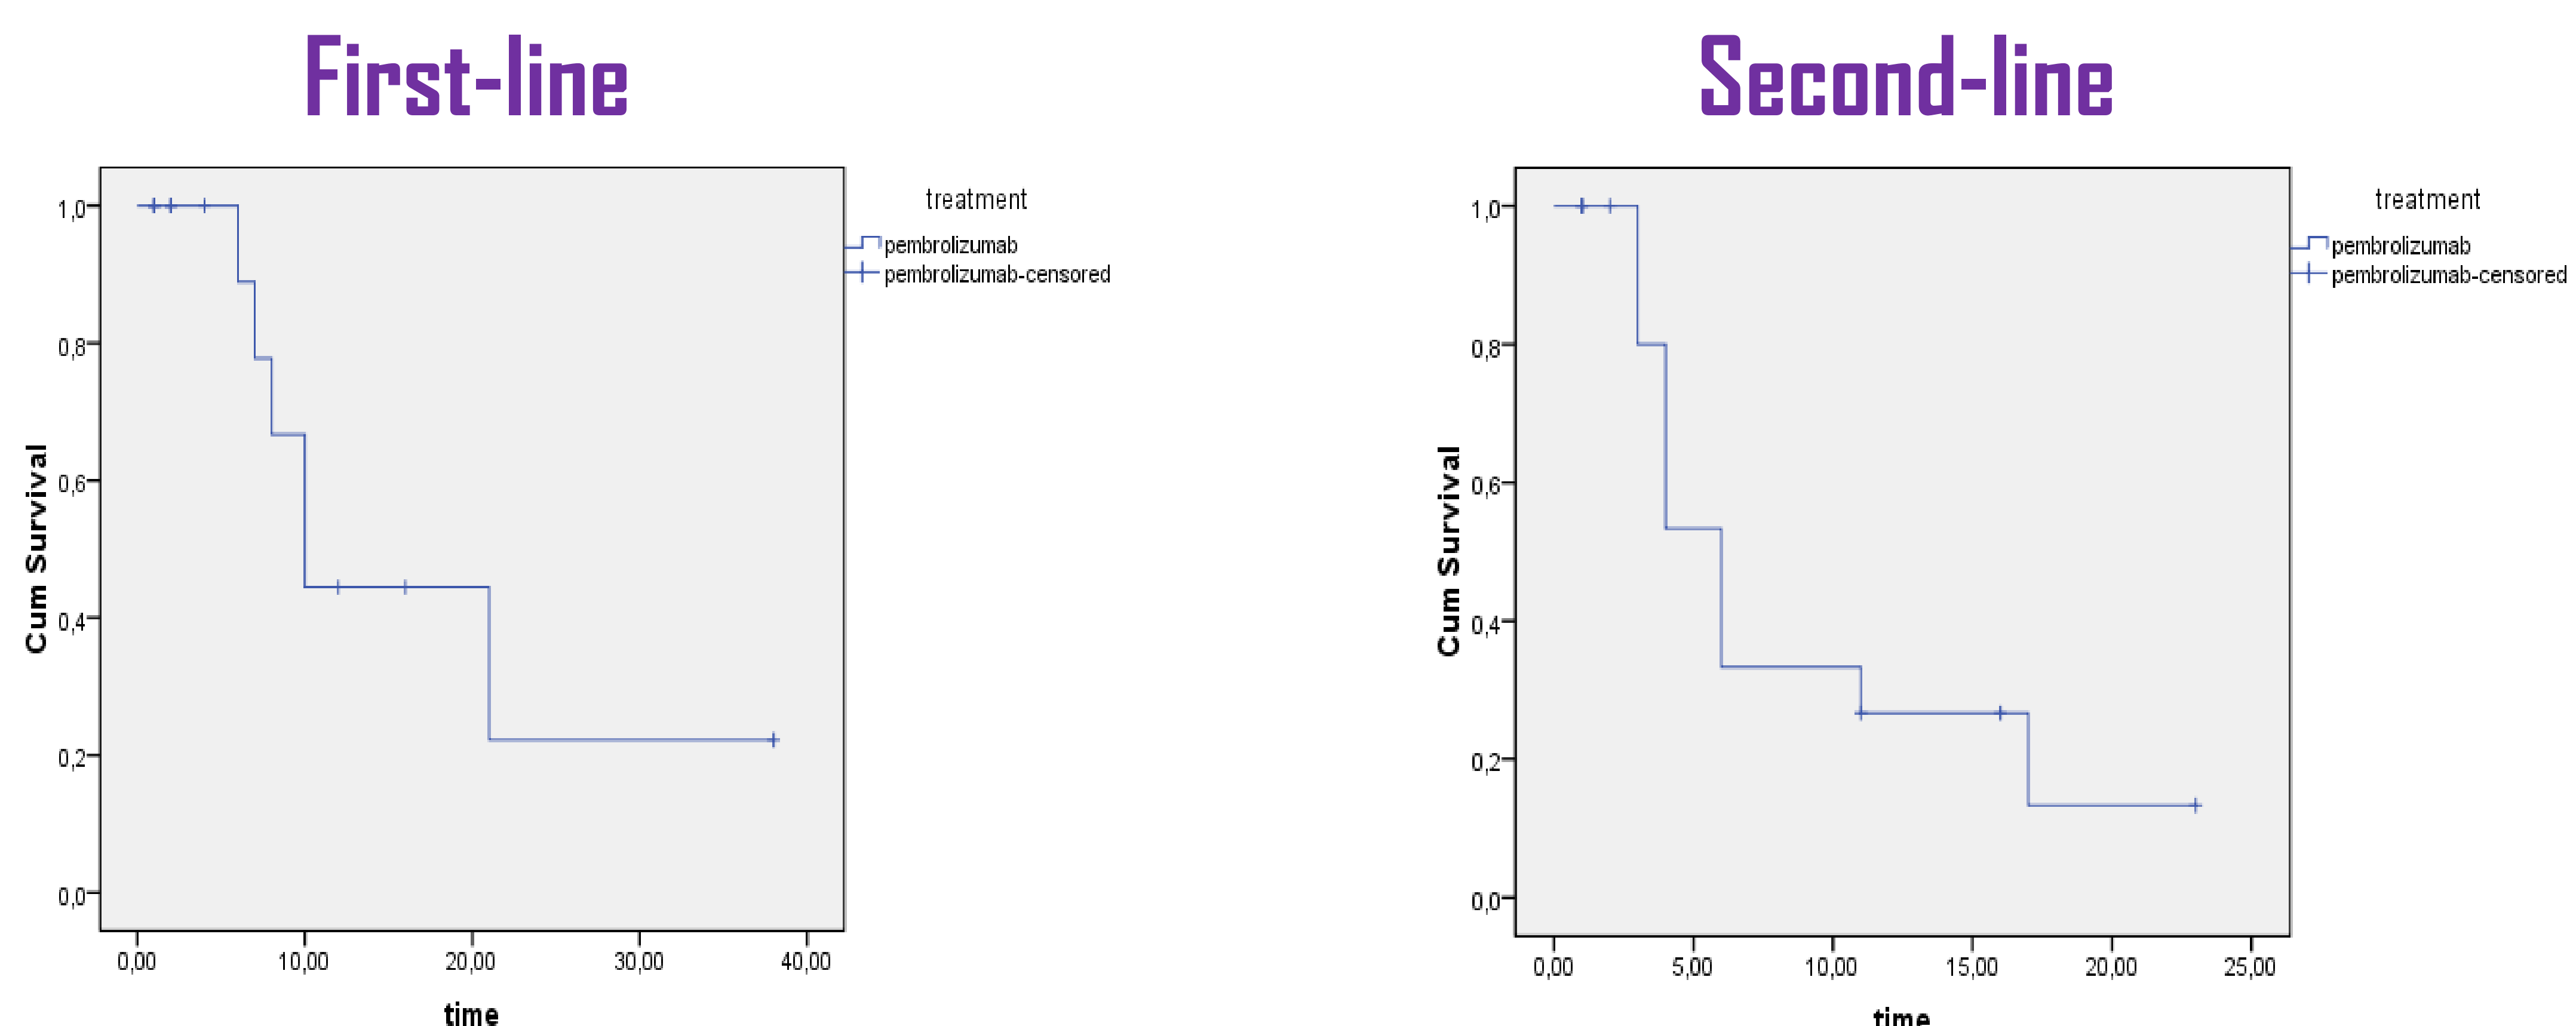 First-line
treatment
pembrolizumab
pembrolizumab-censored
Cum Survival
1,0
0,8
0,6
0,4
0,2
0,0
0,00 10,00 20,00 30,00 40,00
time
Second-line
treatment
pembrolizumab
pembrolizumab-censored
Cum Survival
1,0
0,8
0,6
0,4
0,2
0,0
0,00 5,00 10,00 15,00 20,00 25,00
time